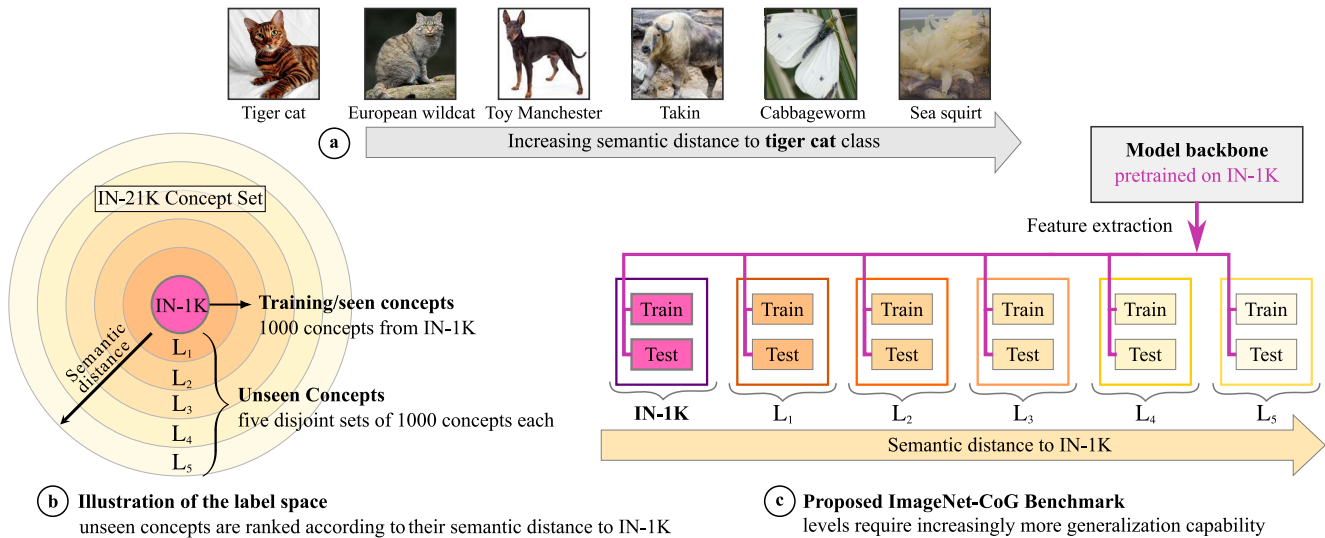 Tiger cat
European wildcat
Toy Manchester
Takin
Cabbageworm
Sea squirt
a
Increasing semantic distance to tiger cat class
IN-21K Concept Set
IN-1K
Training/seen concepts
1000 concepts from IN-1K
Semantic
distance
L1
L2
L3
L4
L5
Unseen Concepts
five disjoint sets of 1000 concepts each
b Illustration of the label space
unseen concepts are ranked according to their semantic distance to IN-1K
Model backbone
pretrained on IN-1K
Feature extraction
Train
Train
Train
Train
Train
Train
Test
Test
Test
Test
Test
Test
IN-1K
L1
L2
L3
L4
L5
Semantic distance to IN-1K
c Proposed ImageNet-CoG Benchmark
levels require increasingly more generalization capability